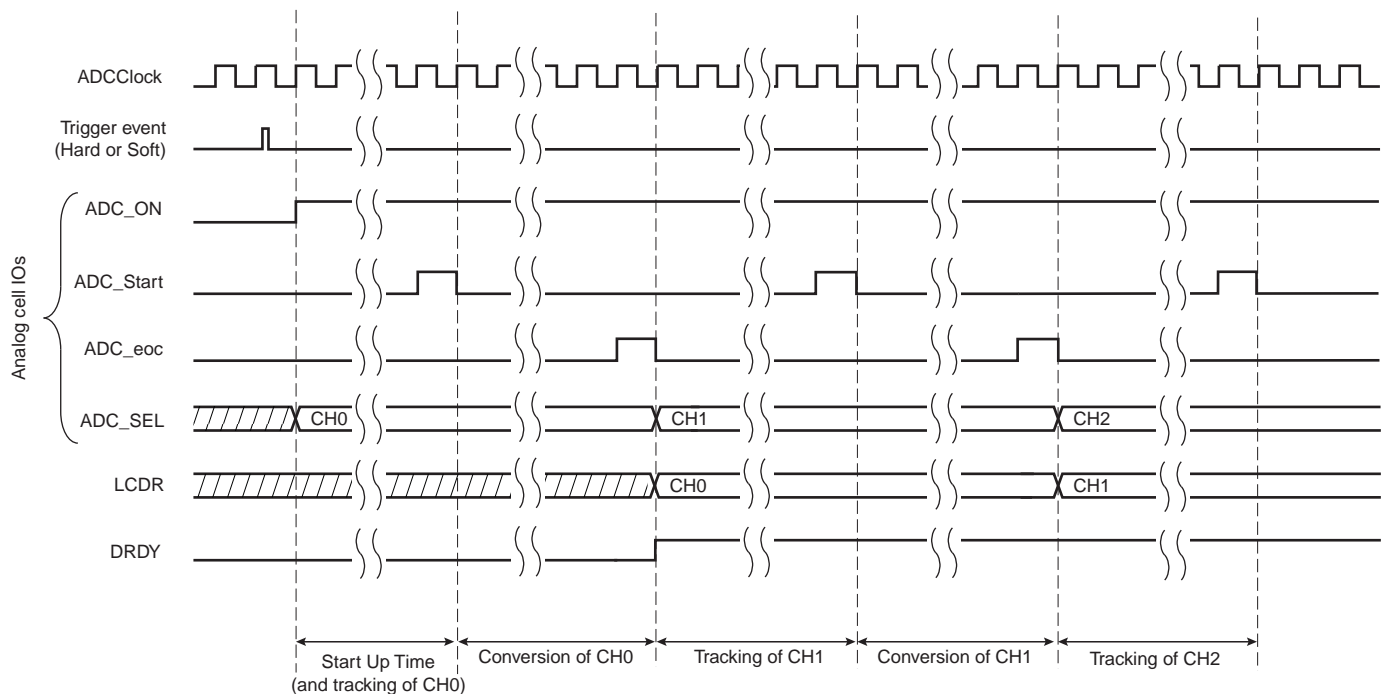 ADCClock
Trigger event
(Hard or Soft)
Analog cell IOs
ADC_ON
ADC_Start
ADC_eoc
ADC_SEL
CH0
CH1
CH2
LCDR
CH0
CH1
DRDY
Start Up Time
(and tracking of CH0)
Conversion of CH0
Tracking of CH1
Conversion of CH1
Tracking of CH2